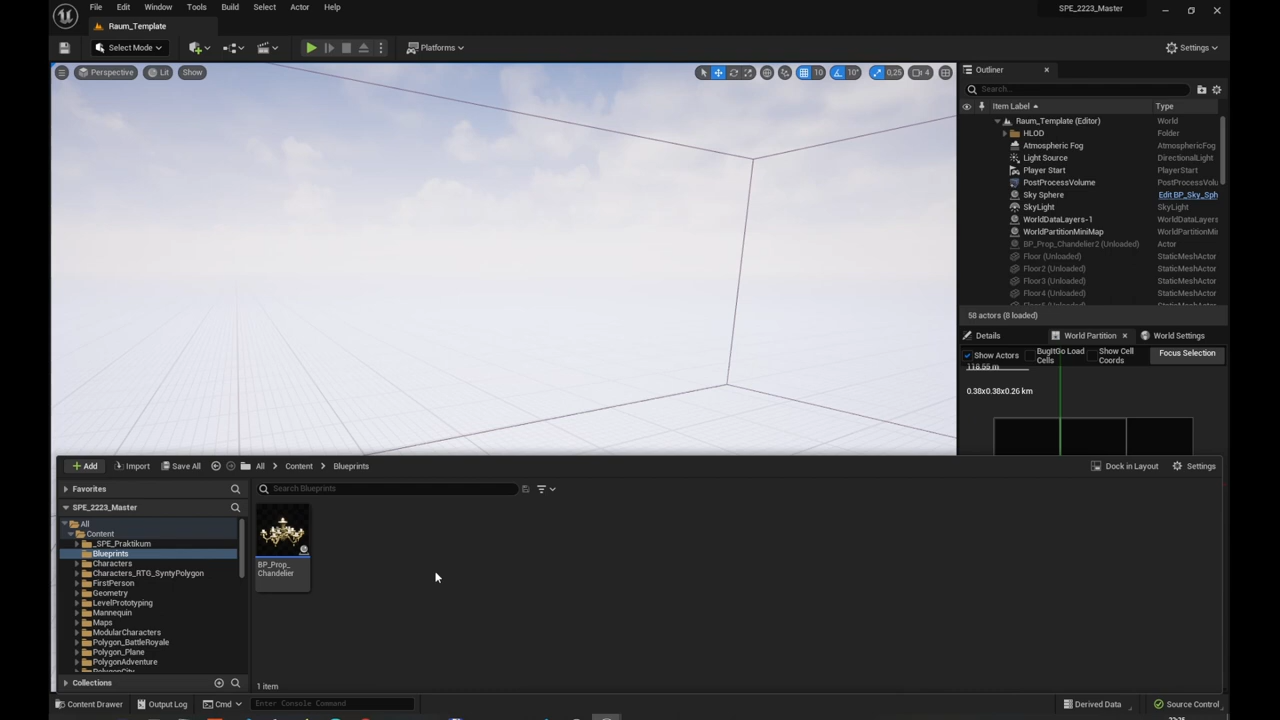 File Edit Window Tools Build Select Actor Help
SPE_2223_Master
Raum_Template
Select Mode
Platforms
Settings
Perspective Lit Show
10 10° 0,25 4
Outliner
Search...
Item Label Type
Raum_Template (Editor) World
HLOD Folder
Atmospheric Fog AtmosphericFog
Light Source DirectionalLight
Player Start PlayerStart
PostProcessVolume PostProcessVolu
Sky Sphere Edit BP_Sky_Sph
SkyLight SkyLight
WorldDataLayers-1 WorldDataLayers
WorldPartitionMiniMap WorldPartitionMi
BP_Prop_Chandelier2 (Unloaded) Actor
Floor (Unloaded) StaticMeshActor
Floor2 (Unloaded) StaticMeshActor
Floor3 (Unloaded) StaticMeshActor
Floor4 (Unloaded) StaticMeshActor
58 actors (8 loaded)
Details World Partition World Settings
Show Actors BugItGo Load Cells Show Cell Coords Focus Selection
118.55 m
0.38x0.38x0.26 km
Add Import Save All All Content Blueprints Dock in Layout Settings
Favorites
Search Blueprints
SPE_2223_Master
All
Content
_SPE_Praktikum
Blueprints
Characters
Characters_RTG_SyntyPolygon
FirstPerson
Geometry
LevelPrototyping
Mannequin
Maps
ModularCharacters
Polygon_BattleRoyale
Polygon_Plane
PolygonAdventure
PolygonCity
BP_Prop_
Chandelier
Collections
1 item
Content Drawer Output Log Cmd Enter Console Command Derived Data Source Control